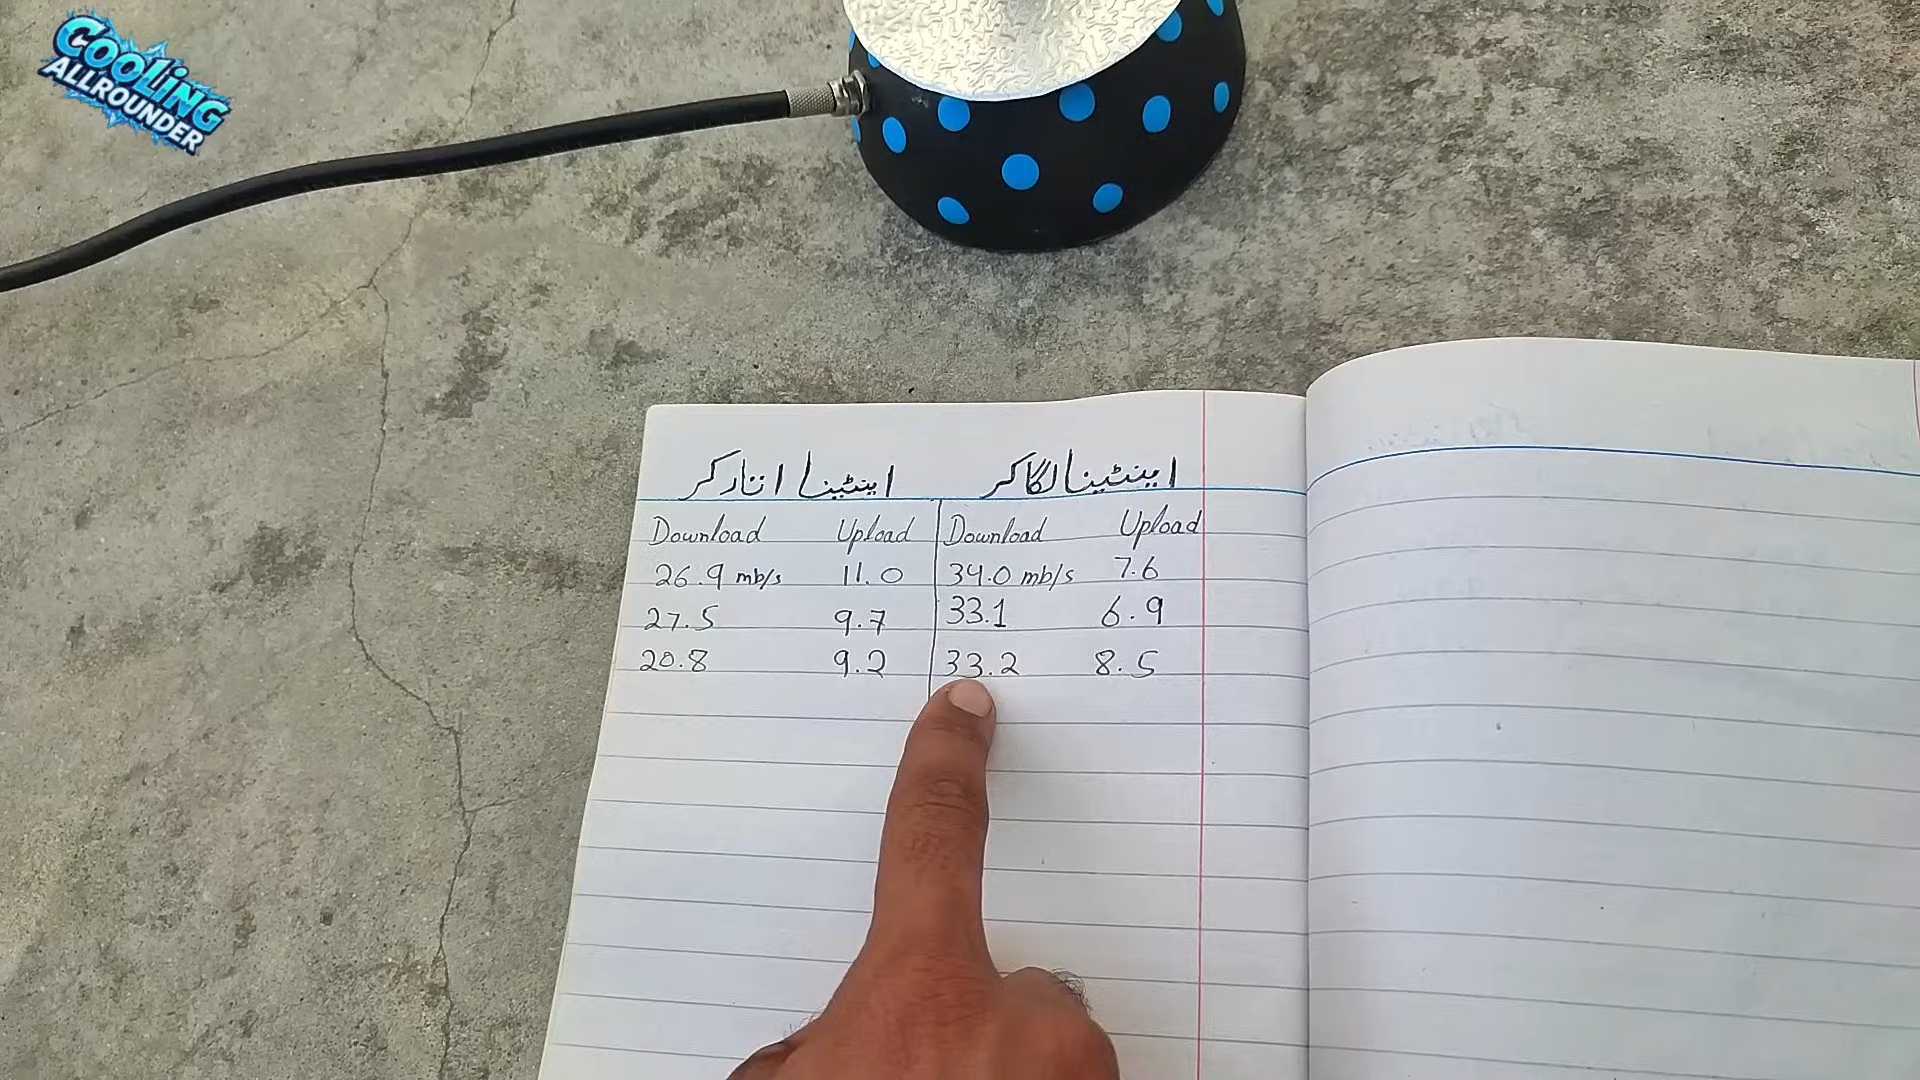 COOLING
ALLROUNDER
اینٹینا اتار کر اینٹینا لگا کر
Download Upload Download Upload
26.9 mb/s 11.0 34.0 mb/s 7.6
27.5 9.7 33.1 6.9
20.8 9.2 33.2 8.5